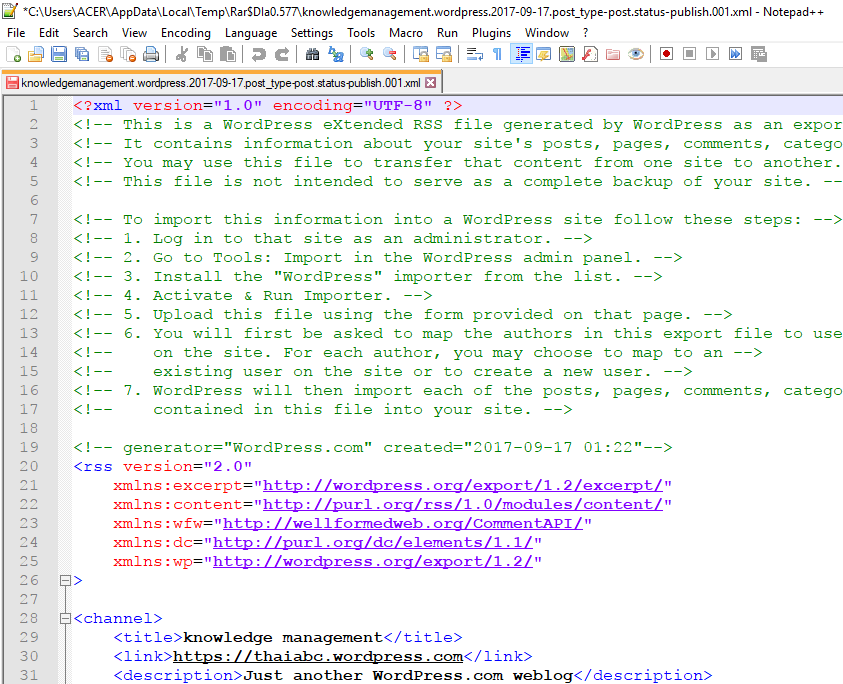 *C:\Users\ACER\AppData\Local\Temp\Rar$DIa0.577\knowledgemanagement.wordpress.2017-09-17.post_type-post.status-publish.001.xml - Notepad++
File Edit Search View Encoding Language Settings Tools Macro Run Plugins Window ?
knowledgemanagement.wordpress.2017-09-17.post_type-post.status-publish.001.xml
1 <?xml version="1.0" encoding="UTF-8" ?>
2 <!-- This is a WordPress eXtended RSS file generated by WordPress as an expor
3 <!-- It contains information about your site's posts, pages, comments, catego
4 <!-- You may use this file to transfer that content from one site to another.
5 <!-- This file is not intended to serve as a complete backup of your site. --
6
7 <!-- To import this information into a WordPress site follow these steps: -->
8 <!-- 1. Log in to that site as an administrator. -->
9 <!-- 2. Go to Tools: Import in the WordPress admin panel. -->
10 <!-- 3. Install the "WordPress" importer from the list. -->
11 <!-- 4. Activate & Run Importer. -->
12 <!-- 5. Upload this file using the form provided on that page. -->
13 <!-- 6. You will first be asked to map the authors in this export file to use
14 <!--    on the site. For each author, you may choose to map to an -->
15 <!--    existing user on the site or to create a new user. -->
16 <!-- 7. WordPress will then import each of the posts, pages, comments, catego
17 <!--    contained in this file into your site. -->
18
19 <!-- generator="WordPress.com" created="2017-09-17 01:22"-->
20 <rss version="2.0"
21 xmlns:excerpt="http://wordpress.org/export/1.2/excerpt/"
22 xmlns:content="http://purl.org/rss/1.0/modules/content/"
23 xmlns:wfw="http://wellformedweb.org/CommentAPI/"
24 xmlns:dc="http://purl.org/dc/elements/1.1/"
25 xmlns:wp="http://wordpress.org/export/1.2/"
26 >
27
28 <channel>
29 <title>knowledge management</title>
30 <link>https://thaiabc.wordpress.com</link>
31 <description>Just another WordPress.com weblog</description>